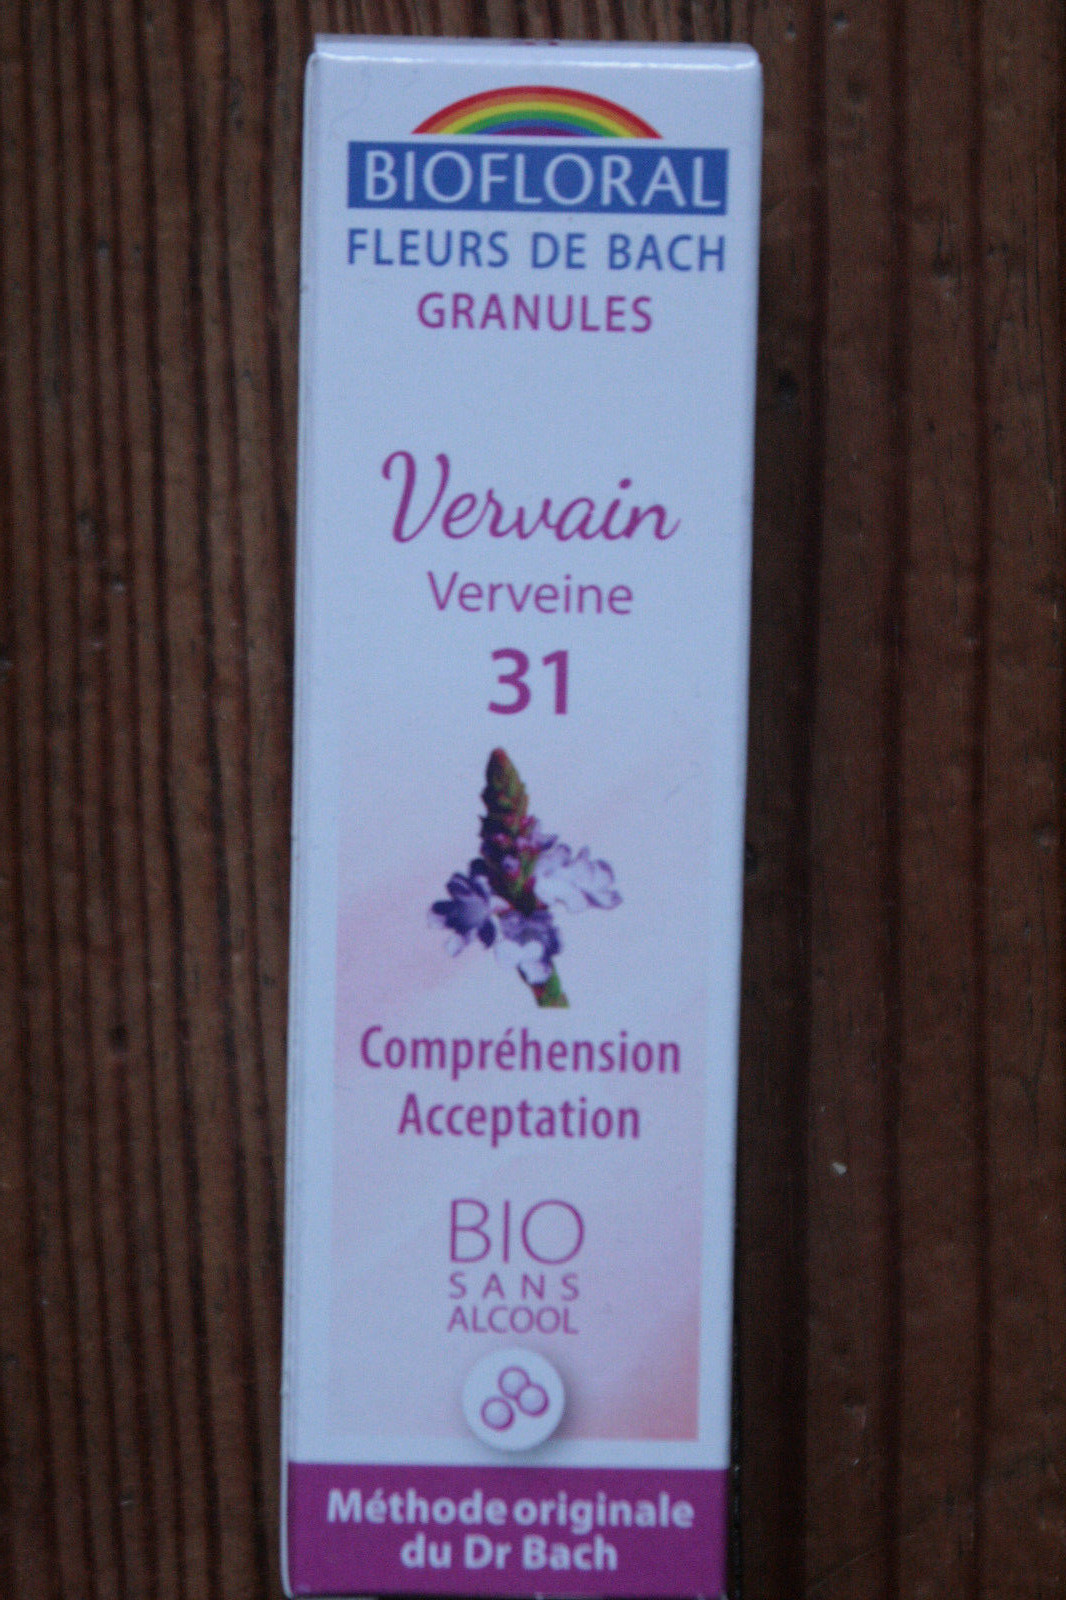 BIOFLORAL
FLEURS DE BACH
GRANULES
Vervain
Verveine
31
Compréhension
Acceptation
BIO
SANS
ALCOOL
Méthode originale
du Dr Bach